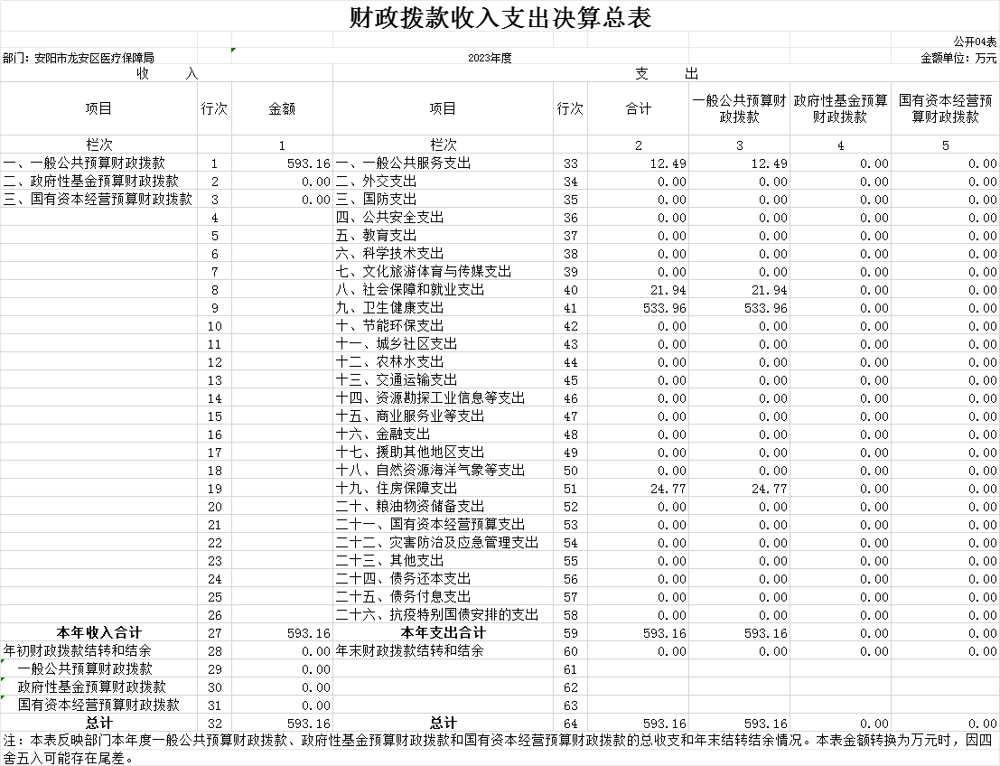 财政拨款收入支出决算总表
公开04表
部门：安阳市龙安区医疗保障局 2023年度 金额单位：万元
收 入 支 出
项目 行次 金额 项目 行次 合计 一般公共预算财政拨款 政府性基金预算财政拨款 国有资本经营预算财政拨款
栏次 1 栏次 2 3 4 5
一、一般公共预算财政拨款 1 593.16 一、一般公共服务支出 33 12.49 12.49 0.00 0.00
二、政府性基金预算财政拨款 2 0.00 二、外交支出 34 0.00 0.00 0.00 0.00
三、国有资本经营预算财政拨款 3 0.00 三、国防支出 35 0.00 0.00 0.00 0.00
4 四、公共安全支出 36 0.00 0.00 0.00 0.00
5 五、教育支出 37 0.00 0.00 0.00 0.00
6 六、科学技术支出 38 0.00 0.00 0.00 0.00
7 七、文化旅游体育与传媒支出 39 0.00 0.00 0.00 0.00
8 八、社会保障和就业支出 40 21.94 21.94 0.00 0.00
9 九、卫生健康支出 41 533.96 533.96 0.00 0.00
10 十、节能环保支出 42 0.00 0.00 0.00 0.00
11 十一、城乡社区支出 43 0.00 0.00 0.00 0.00
12 十二、农林水支出 44 0.00 0.00 0.00 0.00
13 十三、交通运输支出 45 0.00 0.00 0.00 0.00
14 十四、资源勘探工业信息等支出 46 0.00 0.00 0.00 0.00
15 十五、商业服务业等支出 47 0.00 0.00 0.00 0.00
16 十六、金融支出 48 0.00 0.00 0.00 0.00
17 十七、援助其他地区支出 49 0.00 0.00 0.00 0.00
18 十八、自然资源海洋气象等支出 50 0.00 0.00 0.00 0.00
19 十九、住房保障支出 51 24.77 24.77 0.00 0.00
20 二十、粮油物资储备支出 52 0.00 0.00 0.00 0.00
21 二十一、国有资本经营预算支出 53 0.00 0.00 0.00 0.00
22 二十二、灾害防治及应急管理支出 54 0.00 0.00 0.00 0.00
23 二十三、其他支出 55 0.00 0.00 0.00 0.00
24 二十四、债务还本支出 56 0.00 0.00 0.00 0.00
25 二十五、债务付息支出 57 0.00 0.00 0.00 0.00
26 二十六、抗疫特别国债安排的支出 58 0.00 0.00 0.00 0.00
本年收入合计 27 593.16 本年支出合计 59 593.16 593.16 0.00 0.00
年初财政拨款结转和结余 28 0.00 年末财政拨款结转和结余 60 0.00 0.00 0.00 0.00
一般公共预算财政拨款 29 0.00 61
政府性基金预算财政拨款 30 0.00 62
国有资本经营预算财政拨款 31 0.00 63
总计 32 593.16 总计 64 593.16 593.16 0.00 0.00
注：本表反映部门本年度一般公共预算财政拨款、政府性基金预算财政拨款和国有资本经营预算财政拨款的总收支和年末结转结余情况。本表金额转换为万元时，因四
舍五入可能存在尾差。